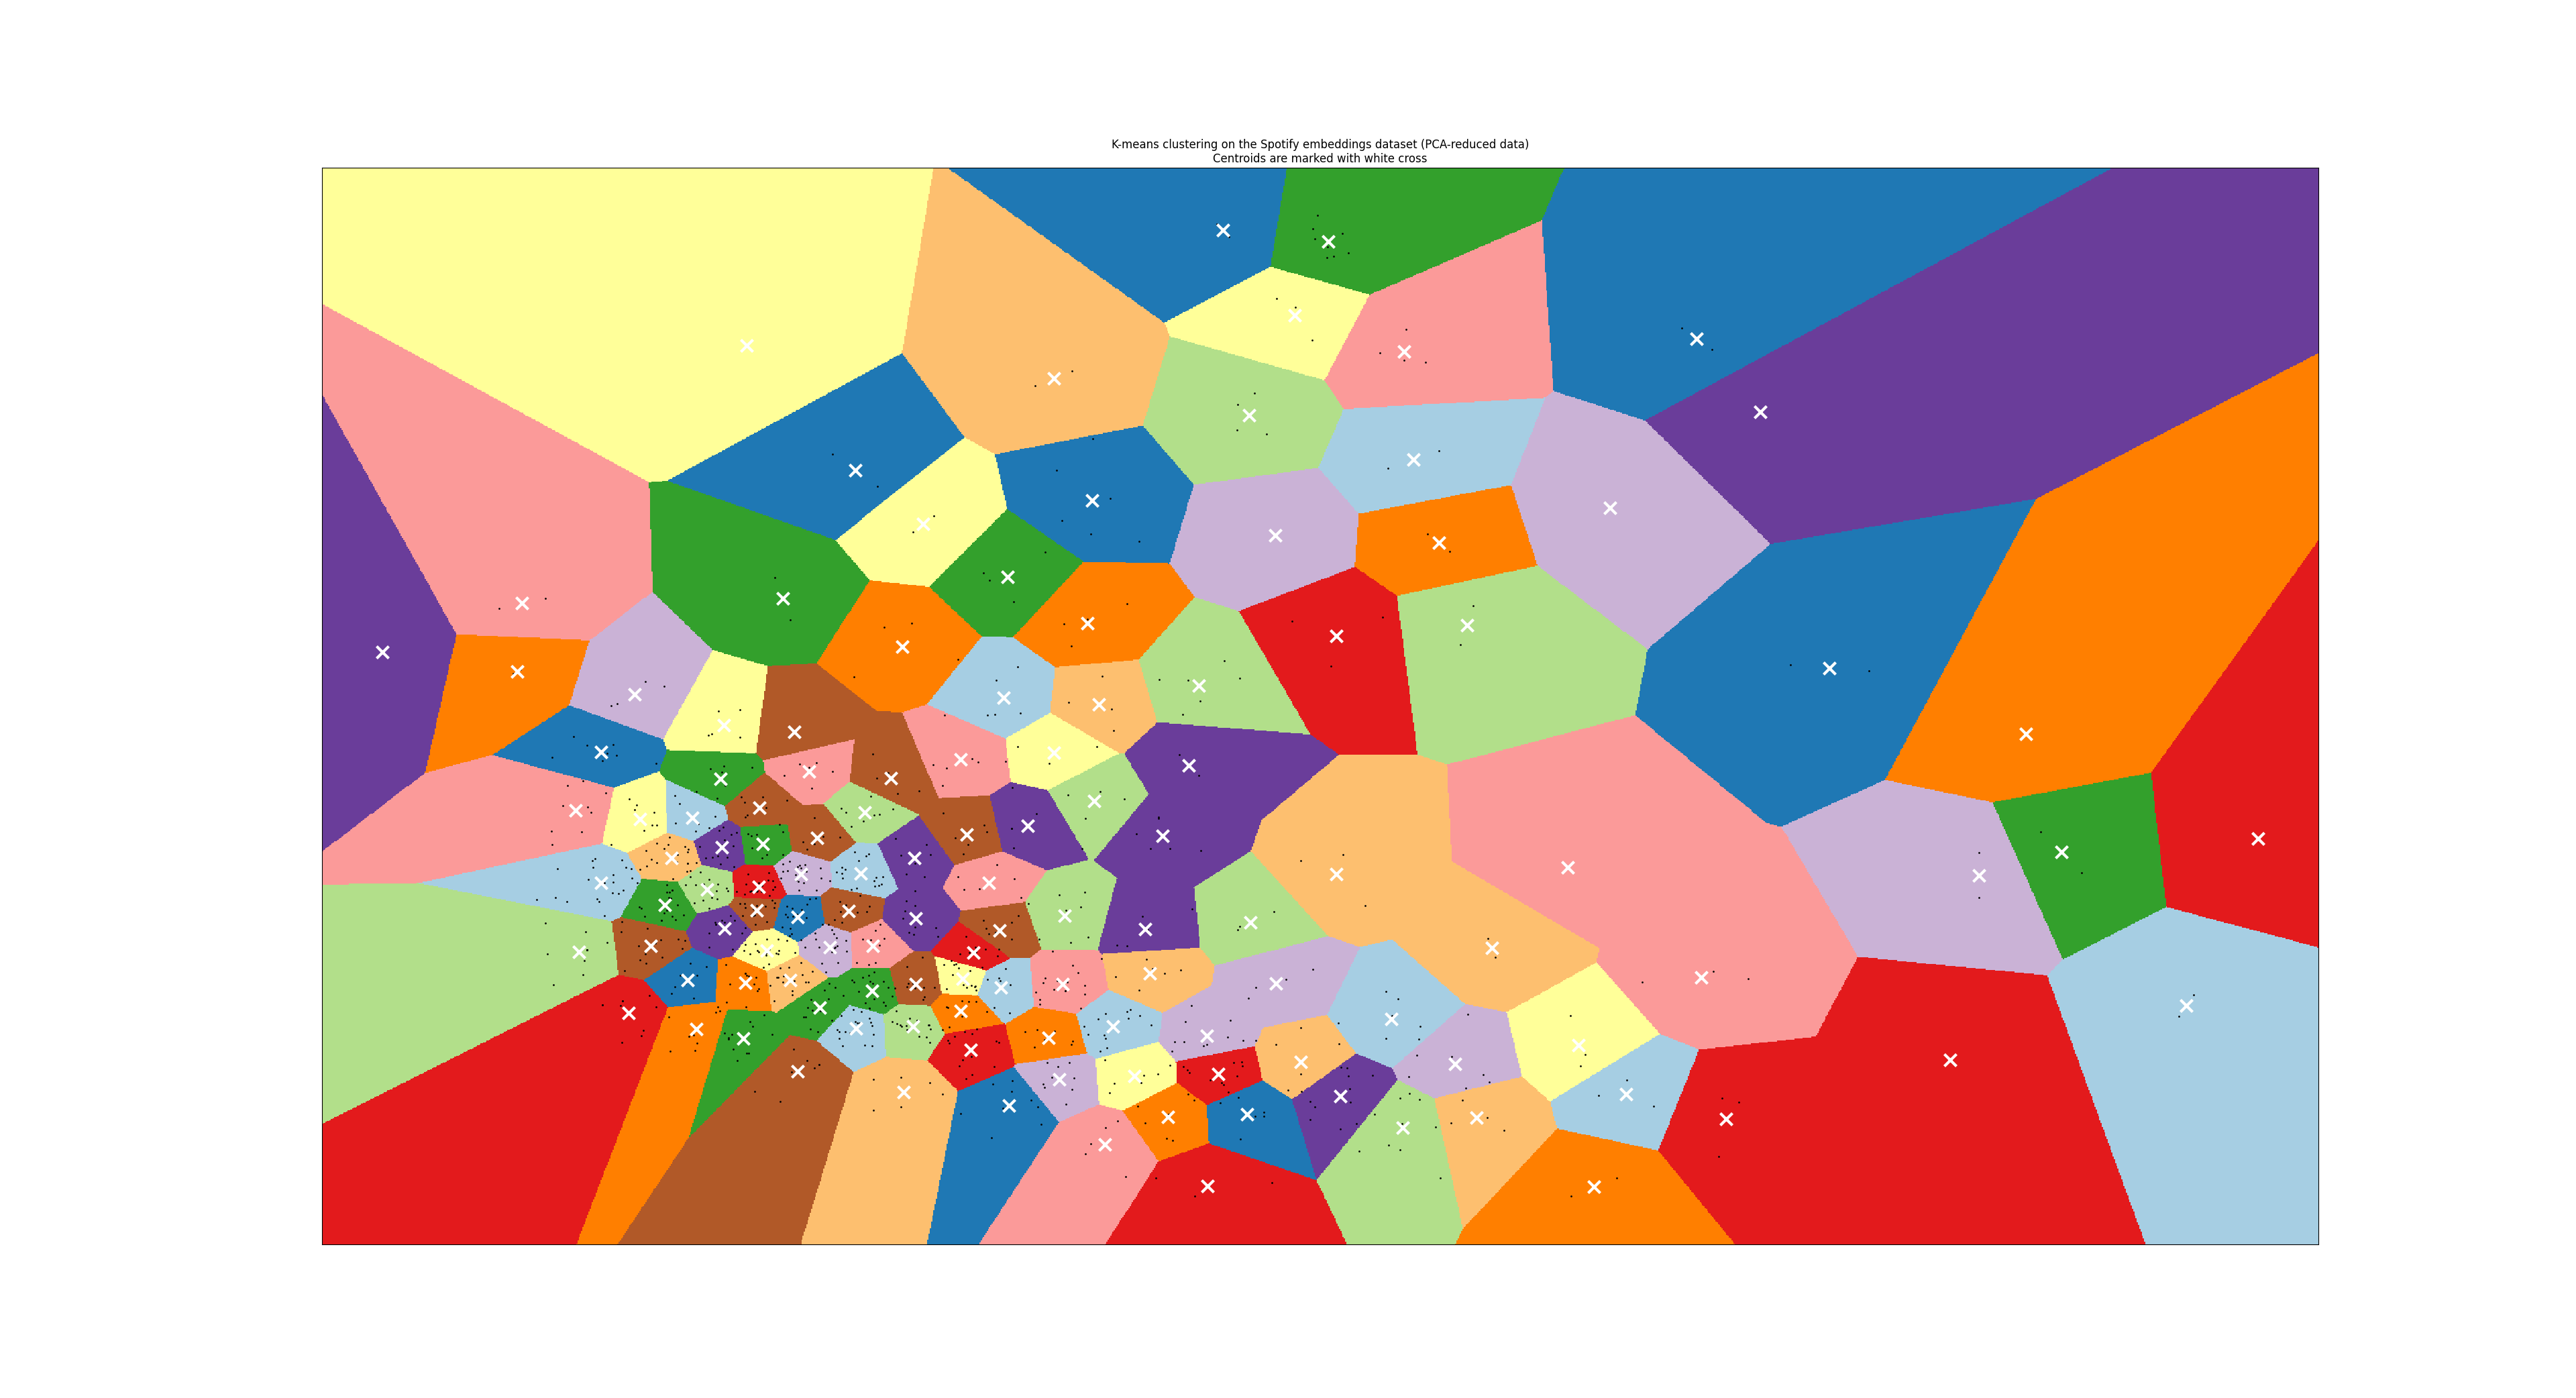 K-means clustering on the Spotify embeddings dataset (PCA-reduced data)
Centroids are marked with white cross